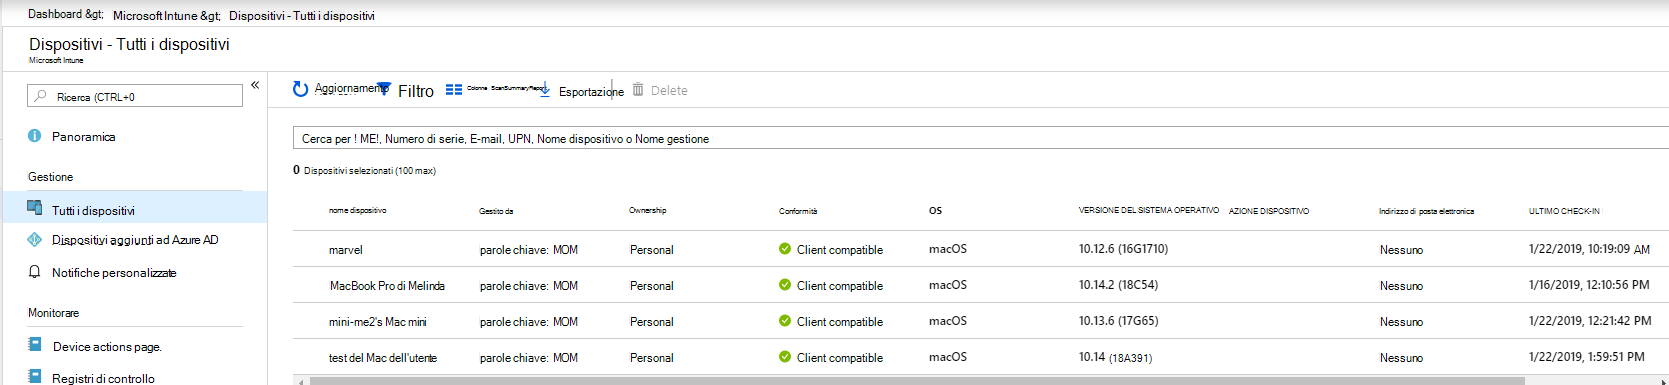 Dashboard &gt; Microsoft Intune &gt; Dispositivi - Tutti i dispositivi
Dispositivi - Tutti i dispositivi
Microsoft Intune
Ricerca (CTRL+0
Aggiornamento Filtro Colonne ScanSummaryReport Esportazione Delete
Cerca per ! ME!, Numero di serie, E-mail, UPN, Nome dispositivo o Nome gestione
Panoramica
0 Dispositivi selezionati (100 max)
Gestione
Tutti i dispositivi
Dispositivi aggiunti ad Azure AD
Notifiche personalizzate
Monitorare
Device actions page.
Registri di controllo
nome dispositivo Gestito da Ownership Conformità OS VERSIONE DEL SISTEMA OPERATIVO AZIONE DISPOSITIVO Indirizzo di posta elettronica ULTIMO CHECK-IN
marvel parole chiave: MOM Personal Client compatible macOS 10.12.6 (16G1710) Nessuno 1/22/2019, 10:19:09 AM
MacBook Pro di Melinda parole chiave: MOM Personal Client compatible macOS 10.14.2 (18C54) Nessuno 1/16/2019, 12:10:56 PM
mini-me2's Mac mini parole chiave: MOM Personal Client compatible macOS 10.13.6 (17G65) Nessuno 1/22/2019, 12:21:42 PM
test del Mac dell'utente parole chiave: MOM Personal Client compatible macOS 10.14 (18A391) Nessuno 1/22/2019, 1:59:51 PM